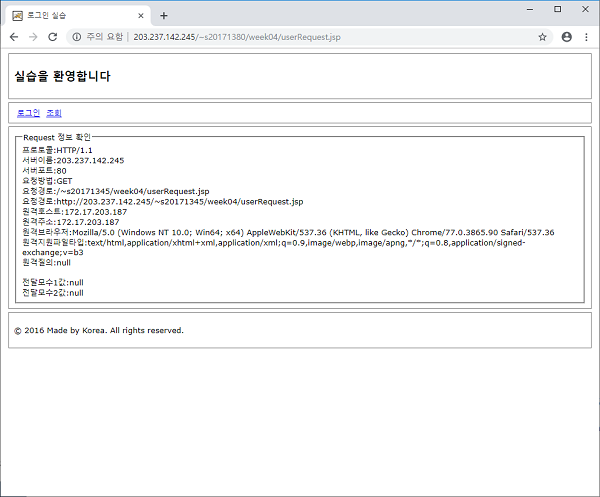 로그인 실습
주의 요함 | 203.237.142.245/~s20171380/week04/userRequest.jsp
실습을 환영합니다
로그인 조회
Request 정보 확인
프로토콜:HTTP/1.1
서버이름:203.237.142.245
서버포트:80
요청방법:GET
요청경로:/~s20171345/week04/userRequest.jsp
요청경로:http://203.237.142.245/~s20171380/week04/userRequest.jsp
원격호스트:172.17.203.187
원격주소:172.17.203.187
원격브라우저:Mozilla/5.0 (Windows NT 10.0; Win64; x64) AppleWebKit/537.36 (KHTML, like Gecko) Chrome/77.0.3865.90 Safari/537.36
원격지원파일타입:text/html,application/xhtml+xml,application/xml;q=0.9,image/webp,image/apng,*/*;q=0.8,application/signed-
exchange;v=b3
원격질의:null
전달모수1값:null
전달모수2값:null
© 2016 Made by Korea. All rights reserved.